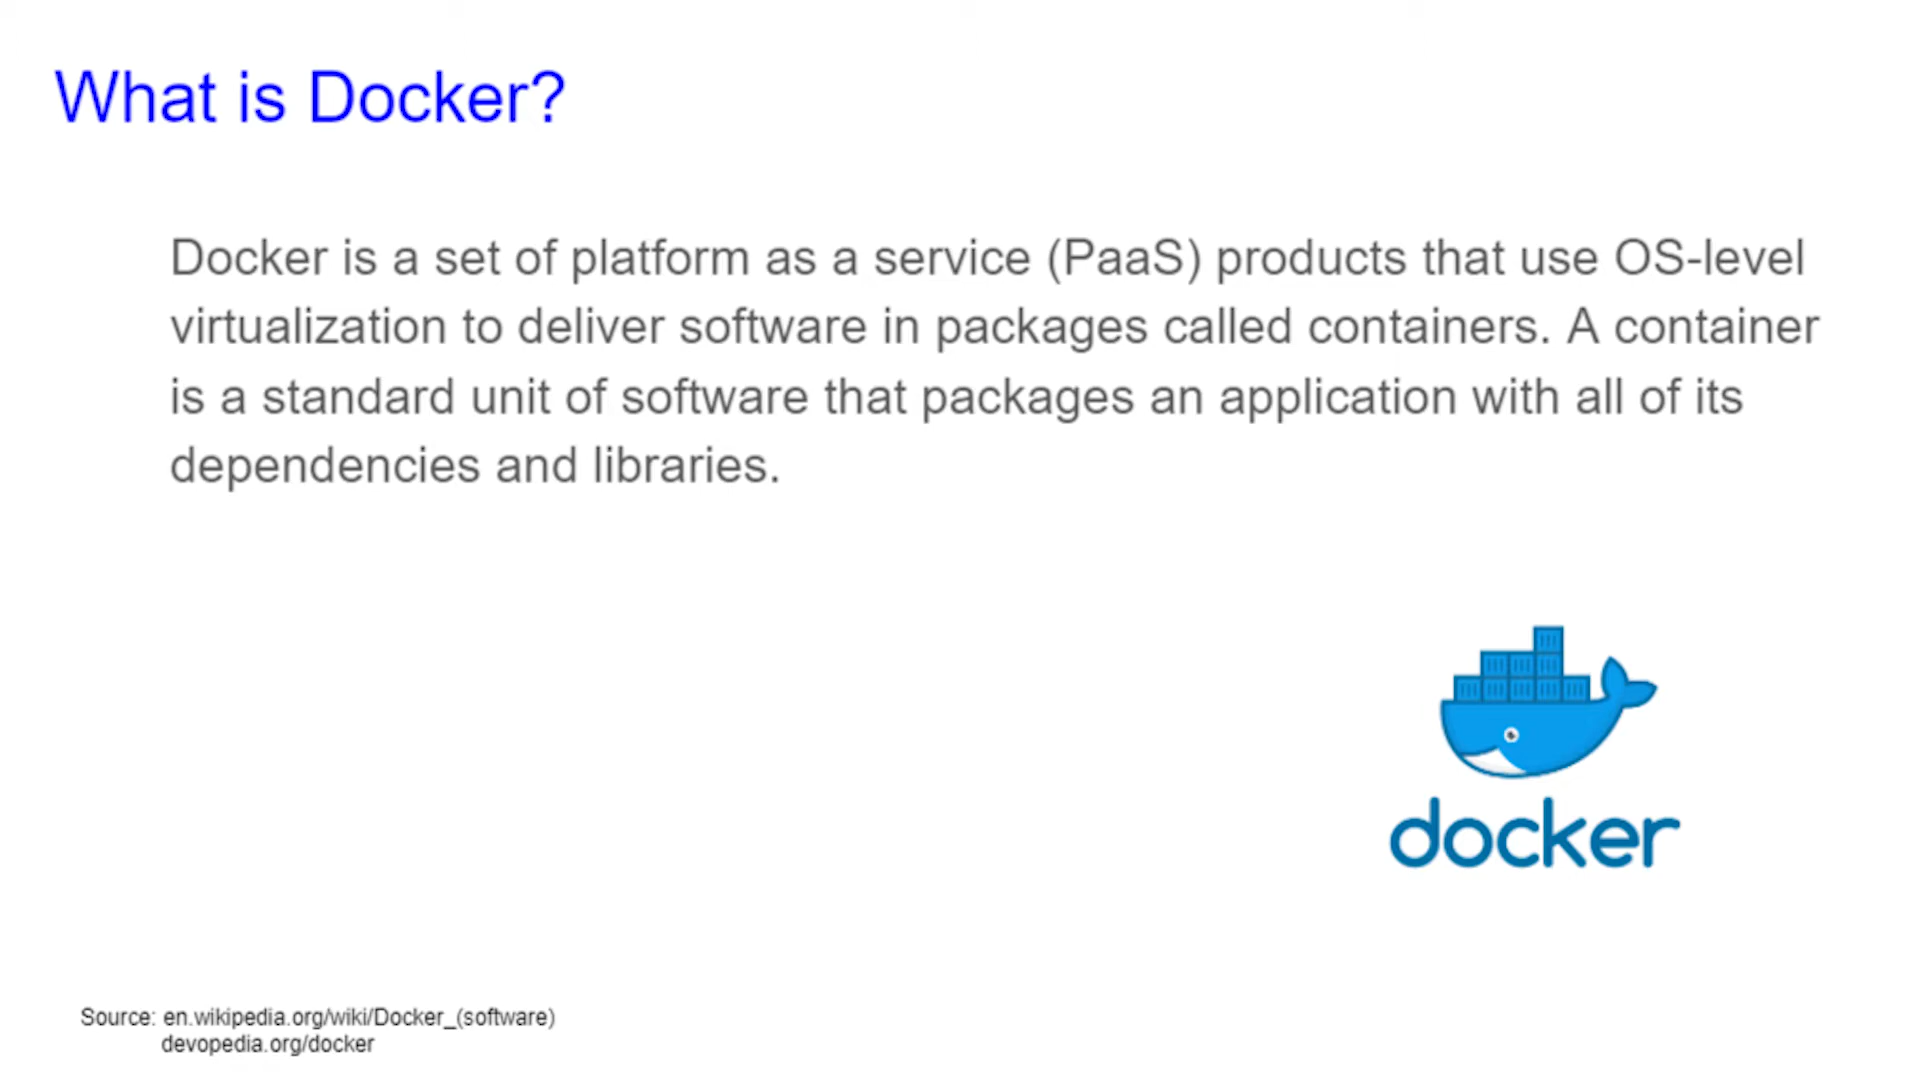 What is Docker?
Docker is a set of platform as a service (PaaS) products that use OS-level
virtualization to deliver software in packages called containers. A container
is a standard unit of software that packages an application with all of its
dependencies and libraries.
docker
Source: en.wikipedia.org/wiki/Docker_(software)
devopedia.org/docker